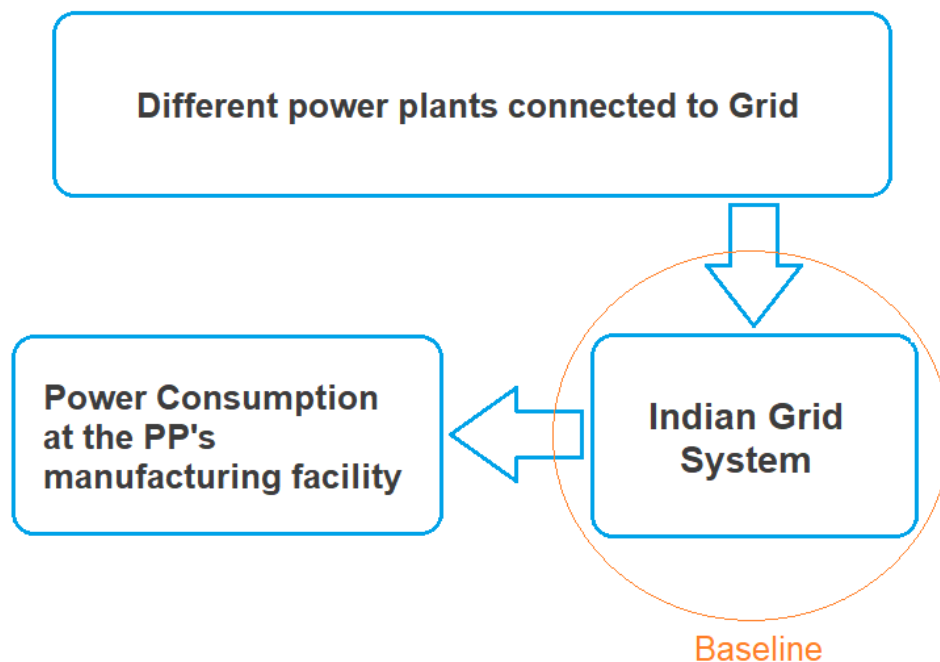 Different power plants connected to Grid
Power Consumption
at the PP's
manufacturing facility
Indian Grid
System
Baseline